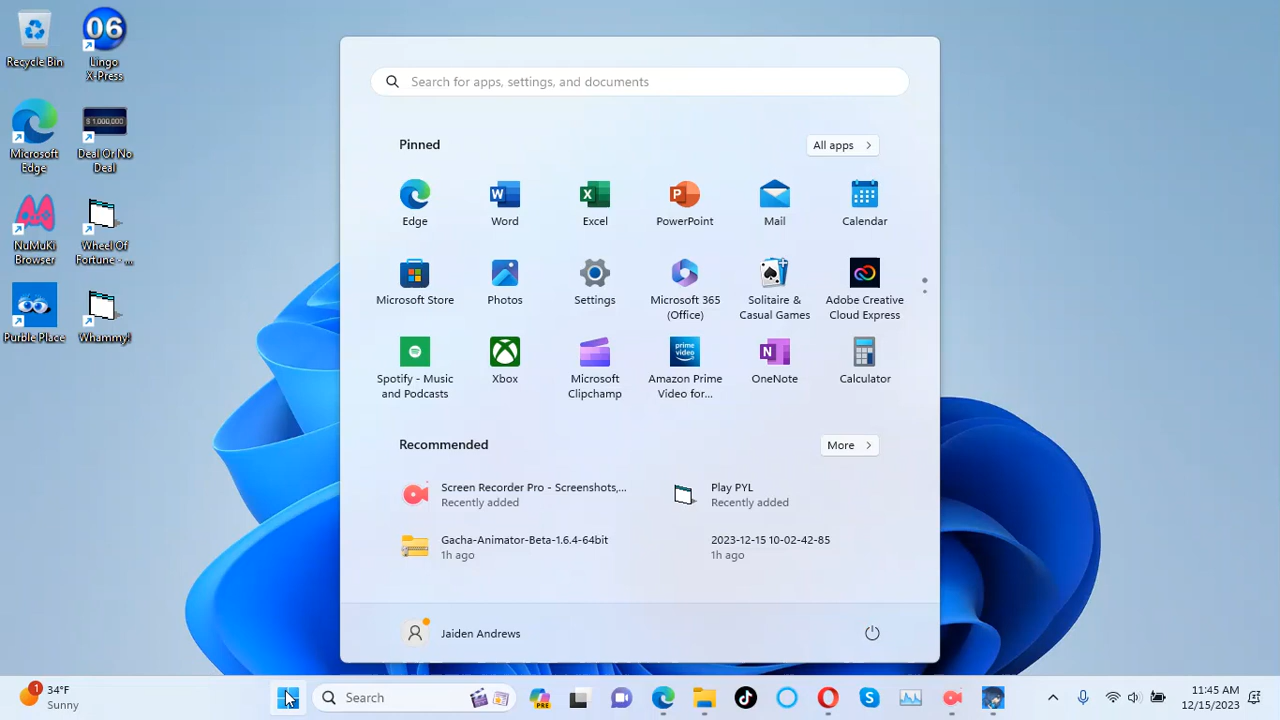 Recycle Bin
06
Lingo
X-Press
Microsoft
Edge
$1,000,000
Deal Or No
Deal
NuMuKi
Browser
Wheel Of
Fortune - ...
Purble Place
Whammy!
Search for apps, settings, and documents
Pinned
All apps
Edge
Word
Excel
PowerPoint
Mail
Calendar
Microsoft Store
Photos
Settings
Microsoft 365
(Office)
Solitaire &
Casual Games
Adobe Creative
Cloud Express
Spotify - Music
and Podcasts
Xbox
Microsoft
Clipchamp
prime
video
Amazon Prime
Video for...
OneNote
Calculator
Recommended
More
Screen Recorder Pro - Screenshots,...
Recently added
Play PYL
Recently added
Gacha-Animator-Beta-1.6.4-64bit
1h ago
2023-12-15 10-02-42-85
1h ago
Jaiden Andrews
1
34°F
Sunny
Search
PRE
11:45 AM
12/15/2023